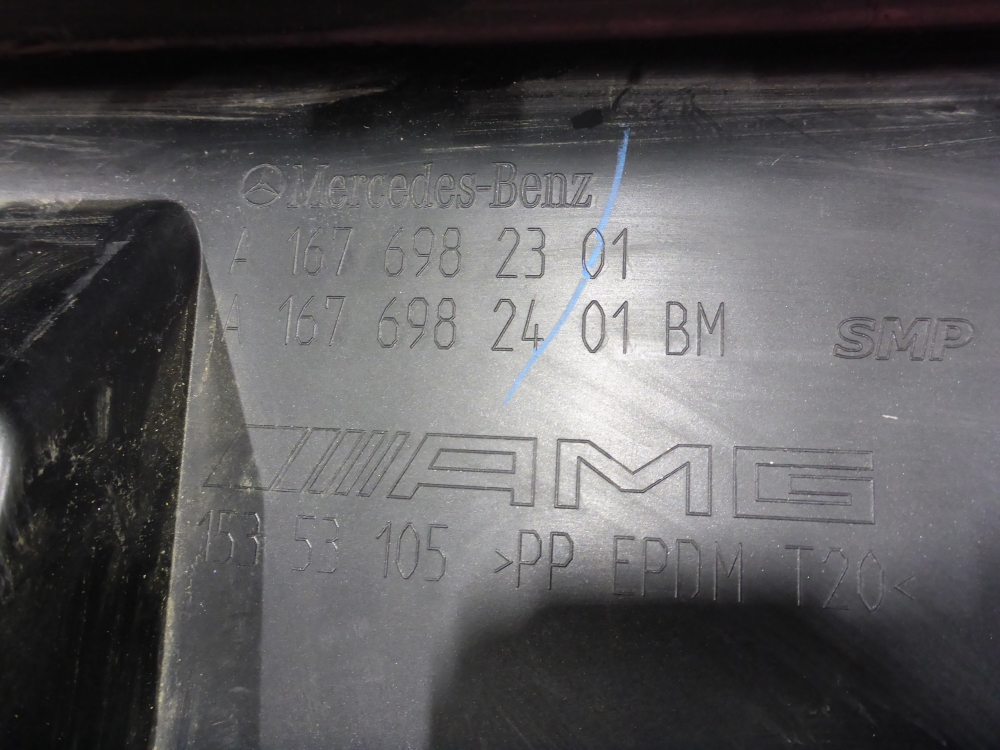 Mercedes-Benz
A 167 698 23 01
A 167 698 24 01 BM
SMP
AMG
153 53 105 >PP EPDM T20<